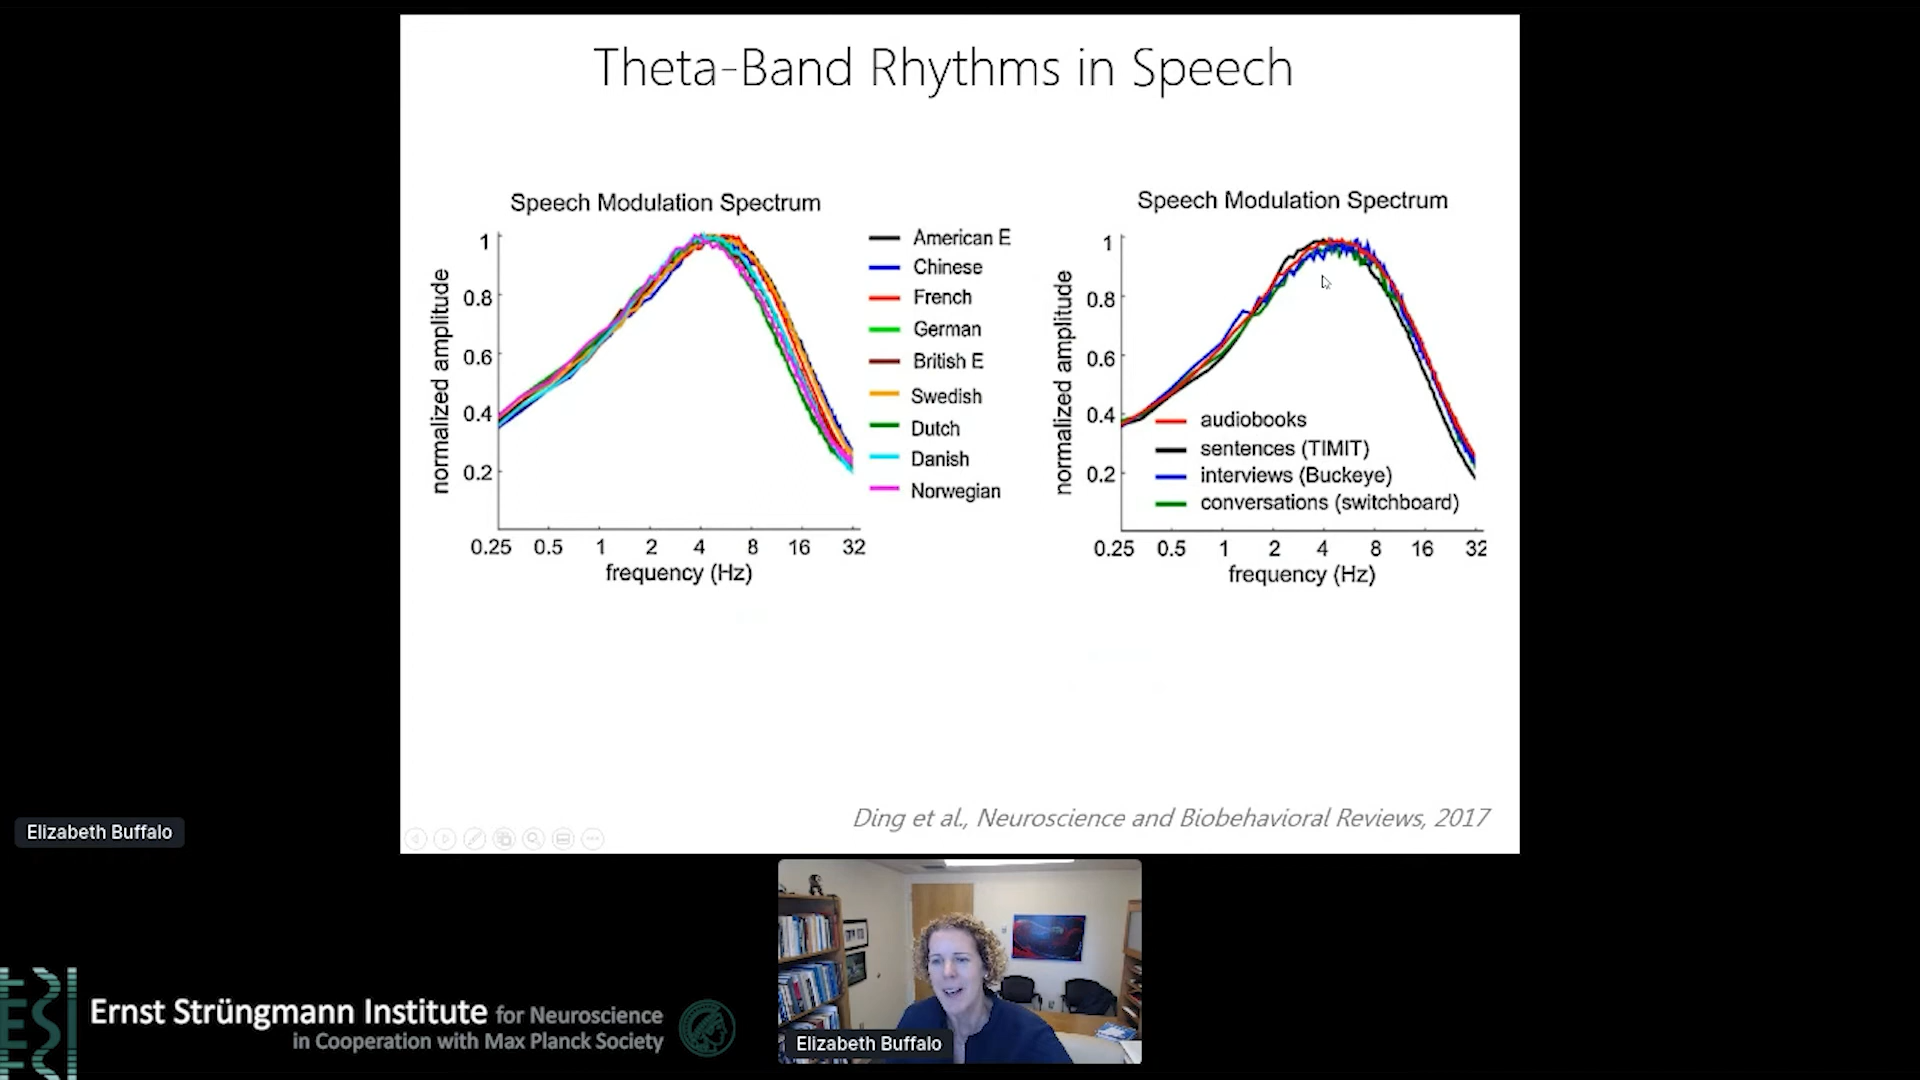 Theta-Band Rhythms in Speech
Speech Modulation Spectrum
normalized amplitude
1
0.8
0.6
0.4
0.2
0.25 0.5 1 2 4 8 16 32
frequency (Hz)
American E
Chinese
French
German
British E
Swedish
Dutch
Danish
Norwegian
Speech Modulation Spectrum
normalized amplitude
1
0.8
0.6
0.4
0.2
audiobooks
sentences (TIMIT)
interviews (Buckeye)
conversations (switchboard)
0.25 0.5 1 2 4 8 16 32
frequency (Hz)
Ding et al., Neuroscience and Biobehavioral Reviews, 2017
Elizabeth Buffalo
Elizabeth Buffalo
ESI
Ernst Strüngmann Institute for Neuroscience
in Cooperation with Max Planck Society